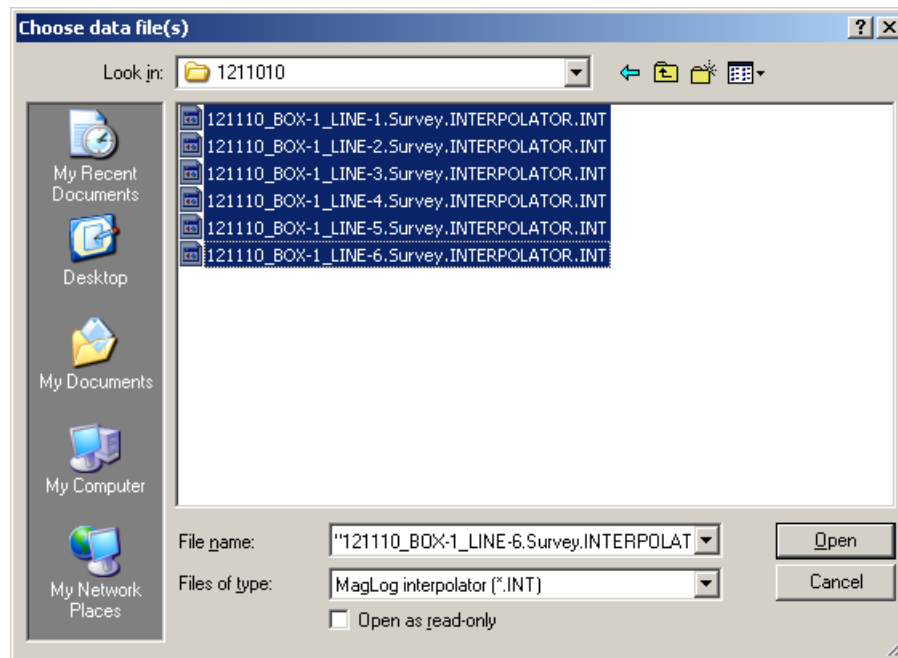 Choose data file(s)
Look in:
1211010
My Recent
Documents
Desktop
My Documents
My Computer
My Network
Places
121110_BOX-1_LINE-1.Survey.INTERPOLATOR.INT
121110_BOX-1_LINE-2.Survey.INTERPOLATOR.INT
121110_BOX-1_LINE-3.Survey.INTERPOLATOR.INT
121110_BOX-1_LINE-4.Survey.INTERPOLATOR.INT
121110_BOX-1_LINE-5.Survey.INTERPOLATOR.INT
121110_BOX-1_LINE-6.Survey.INTERPOLATOR.INT
File name:
"121110_BOX-1_LINE-6.Survey.INTERPOLAT
Open
Files of type:
MagLog interpolator (*.INT)
Cancel
Open as read-only